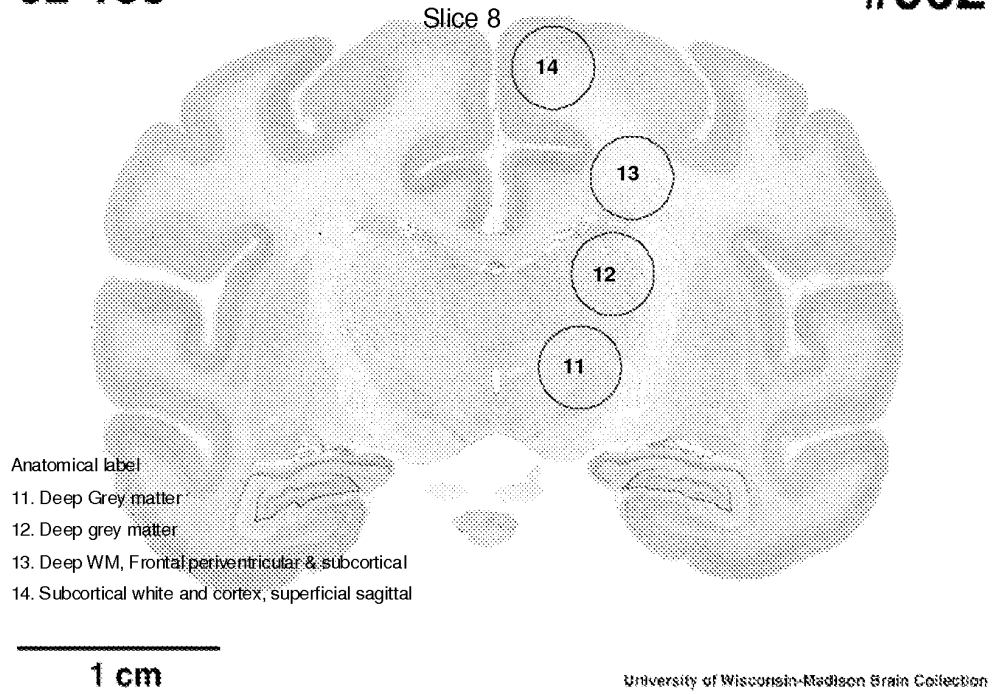 Slice 8
14
13
12
11
Anatomical label
11. Deep Grey matter
12. Deep grey matter
13. Deep WM, Frontal periventricular & subcortical
14. Subcortical white and cortex, superficial sagittal
1 cm
University of Wisconsin-Madison Brain Collection